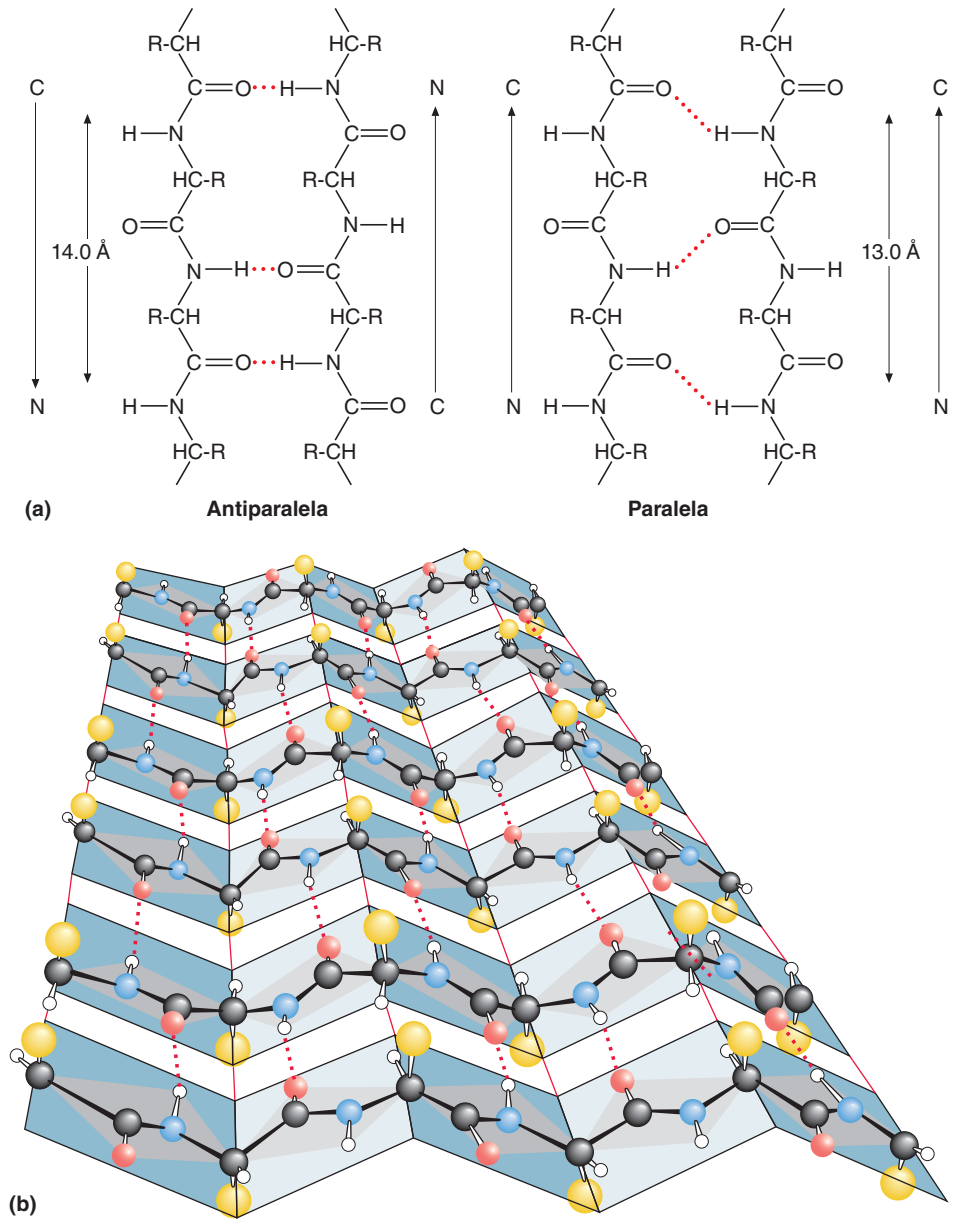 R-CH HC-R R-CH R-CH
C C O H N N C C O C C
H N C O H N H N
HC-R R-CH HC-R HC-R
O C N H O C O C
14.0 Å N H O C N H N H 13.0 Å
R-CH HC-R R-CH R-CH
C O H N C O C O
N H N C O C N H N H N N
HC-R R-CH HC-R HC-R
(a) Antiparalela Paralela
(b)